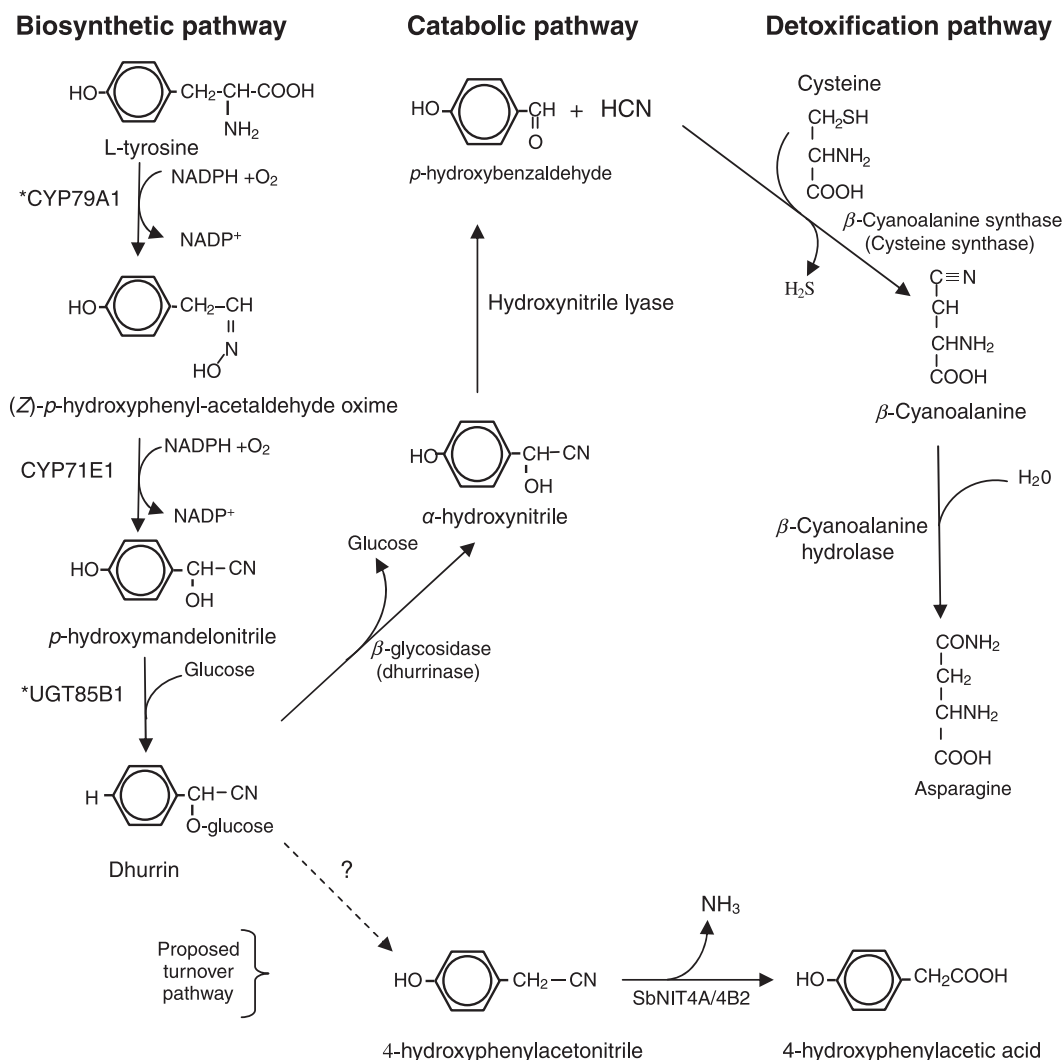 Biosynthetic pathway
Catabolic pathway
Detoxification pathway
HO
CH₂-CH-COOH
NH₂
L-tyrosine
*CYP79A1
NADPH +O₂
NADP⁺
HO
CH₂–CH
N
HO
(Z)-p-hydroxyphenyl-acetaldehyde oxime
CYP71E1
NADPH +O₂
NADP⁺
HO
CH–CN
OH
p-hydroxymandelonitrile
*UGT85B1
Glucose
H
CH–CN
O-glucose
Dhurrin
HO
CH
O
+ HCN
p-hydroxybenzaldehyde
Hydroxynitrile lyase
HO
CH–CN
OH
α-hydroxynitrile
Glucose
β-glycosidase
(dhurrinase)
Cysteine
CH₂SH
CHNH₂
COOH
β-Cyanoalanine synthase
(Cysteine synthase)
H₂S
C≡N
CH
CHNH₂
COOH
β-Cyanoalanine
H₂0
β-Cyanoalanine
hydrolase
CONH₂
CH₂
CHNH₂
COOH
Asparagine
?
Proposed
turnover
pathway
HO
CH₂–CN
4-hydroxyphenylacetonitrile
NH₃
SbNIT4A/4B2
HO
CH₂COOH
4-hydroxyphenylacetic acid